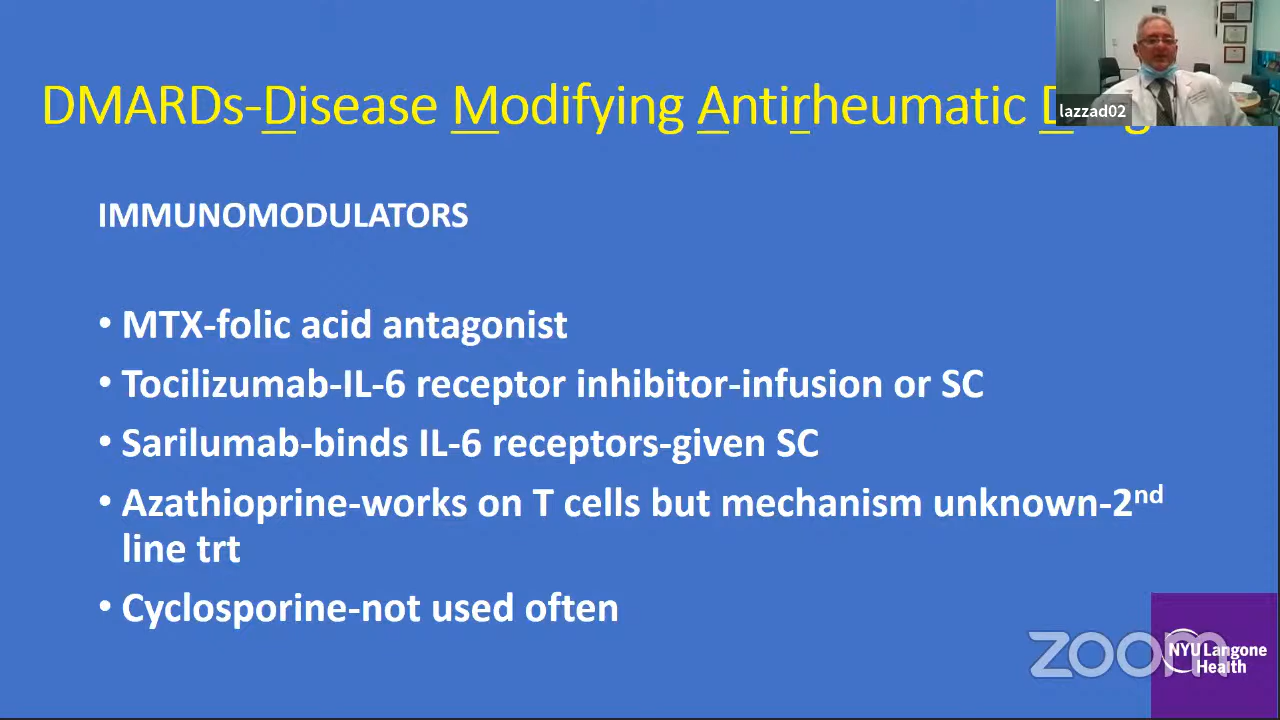 DMARDs-Disease Modifying Antirheumatic
lazzad02
IMMUNOMODULATORS
• MTX-folic acid antagonist
• Tocilizumab-IL-6 receptor inhibitor-infusion or SC
• Sarilumab-binds IL-6 receptors-given SC
• Azathioprine-works on T cells but mechanism unknown-2nd
line trt
• Cyclosporine-not used often
zoom
NYU Langone
Health